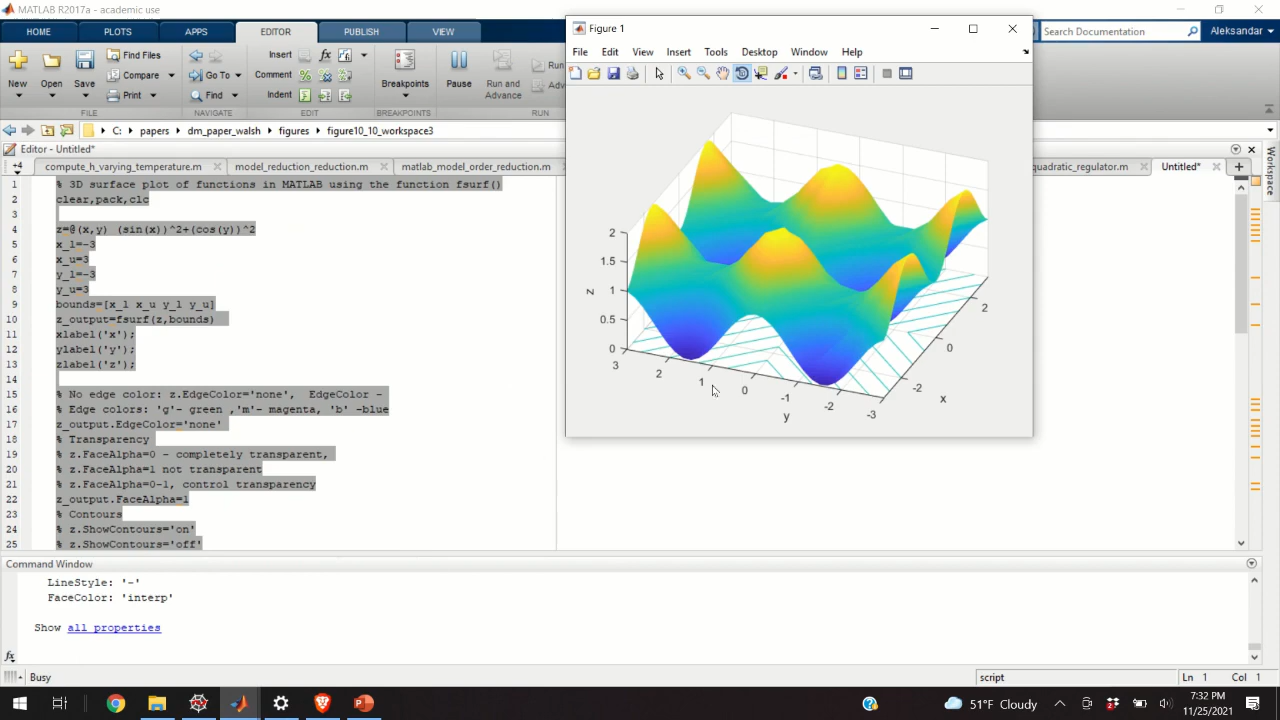 MATLAB R2017a - academic use
HOME PLOTS APPS EDITOR PUBLISH VIEW
Search Documentation Aleksandar
New Open Save Find Files Compare Print
Go To Find
Insert Comment Indent fx
Breakpoints Pause Run and Advance
FILE NAVIGATE EDIT BREAKPOINTS RUN
C: papers dm_paper_walsh figures figure10_10_workspace3
Editor - Untitled*
+4 compute_h_varying_temperature.m model_reduction_reduction.m matlab_model_order_reduction.m quadratic_regulator.m Untitled*
Workspace
1 % 3D surface plot of functions in MATLAB using the function fsurf()
2 clear,pack,clc
3
4 z=@(x,y) (sin(x))^2+(cos(y))^2
5 x_l=-3
6 x_u=3
7 y_l=-3
8 y_u=3
9 bounds=[x_l x_u y_l y_u]
10 z_output=fsurf(z,bounds)
11 xlabel('x');
12 ylabel('y');
13 zlabel('z');
14
15 % No edge color: z.EdgeColor='none', EdgeColor -
16 % Edge colors: 'g'- green ,'m'- magenta, 'b' -blue
17 z_output.EdgeColor='none'
18 % Transparency
19 % z.FaceAlpha=0 - completely transparent,
20 % z.FaceAlpha=1 not transparent
21 % z.FaceAlpha=0-1, control transparency
22 z_output.FaceAlpha=1
23 % Contours
24 % z.ShowContours='on'
25 % z.ShowContours='off'
Figure 1
File Edit View Insert Tools Desktop Window Help
2
1.5
1
0.5
0
z
3 2 1 0 -1 -2 -3
y
2
0
-2
x
Command Window
LineStyle: '-'
FaceColor: 'interp'
Show all properties
fx
Busy script Ln 1 Col 1
51°F Cloudy
7:32 PM
11/25/2021